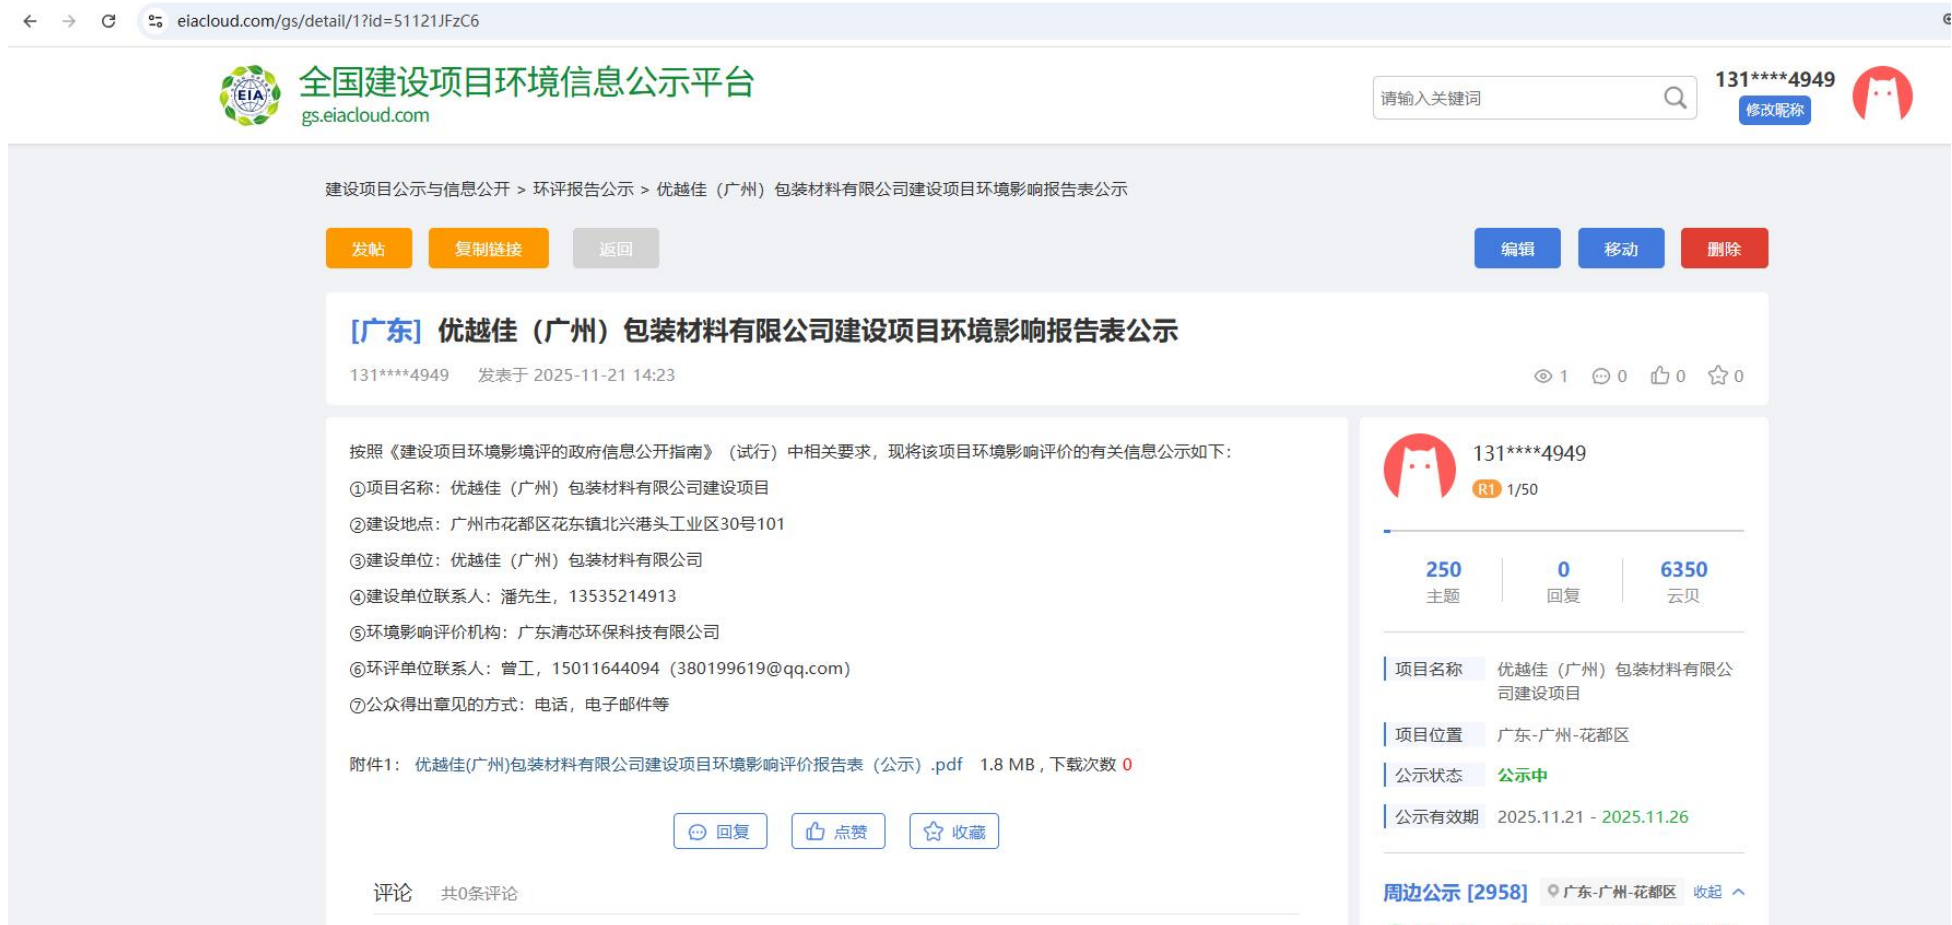 eiacloud.com/gs/detail/1?id=51121JFzC6
EIA
全国建设项目环境信息公示平台
gs.eiacloud.com
请输入关键词
131****4949
修改昵称
建设项目公示与信息公开 > 环评报告公示 > 优越佳（广州）包装材料有限公司建设项目环境影响报告表公示
发帖 复制链接 返回 编辑 移动 删除
[广东] 优越佳（广州）包装材料有限公司建设项目环境影响报告表公示
131****4949 发表于 2025-11-21 14:23
1 0 0 0
按照《建设项目环境影境评的政府信息公开指南》（试行）中相关要求，现将该项目环境影响评价的有关信息公示如下：
①项目名称：优越佳（广州）包装材料有限公司建设项目
②建设地点：广州市花都区花东镇北兴港头工业区30号101
③建设单位：优越佳（广州）包装材料有限公司
④建设单位联系人：潘先生，13535214913
⑤环境影响评价机构：广东清芯环保科技有限公司
⑥环评单位联系人：曾工，15011644094（380199619@qq.com）
⑦公众得出章见的方式：电话，电子邮件等
附件1： 优越佳(广州)包装材料有限公司建设项目环境影响评价报告表（公示）.pdf 1.8 MB , 下载次数 0
回复 点赞 收藏
评论 共0条评论
131****4949
R1 1/50
250 0 6350
主题 回复 云贝
项目名称 优越佳（广州）包装材料有限公
司建设项目
项目位置 广东-广州-花都区
公示状态 公示中
公示有效期 2025.11.21 - 2025.11.26
周边公示 [2958] 广东-广州-花都区 收起